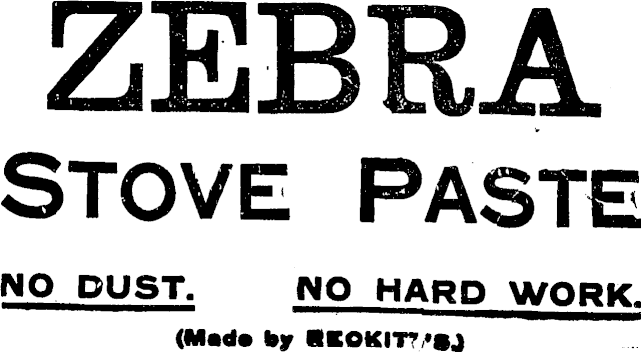 ZEBRA
STOVE PASTE
NO DUST. NO HARD WORK.
(Made by RECKITT'S.)